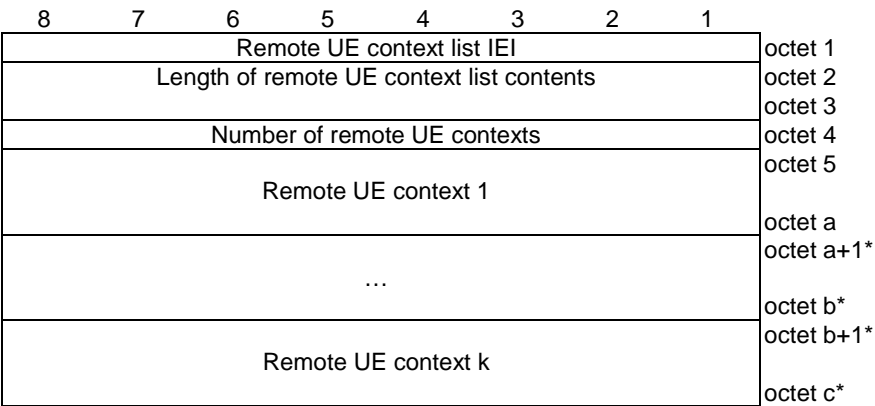 8 7 6 5 4 3 2 1
Remote UE context list IEI octet 1
Length of remote UE context list contents octet 2
octet 3
Number of remote UE contexts octet 4
octet 5
Remote UE context 1
octet a
octet a+1*
…
octet b*
octet b+1*
Remote UE context k
octet c*